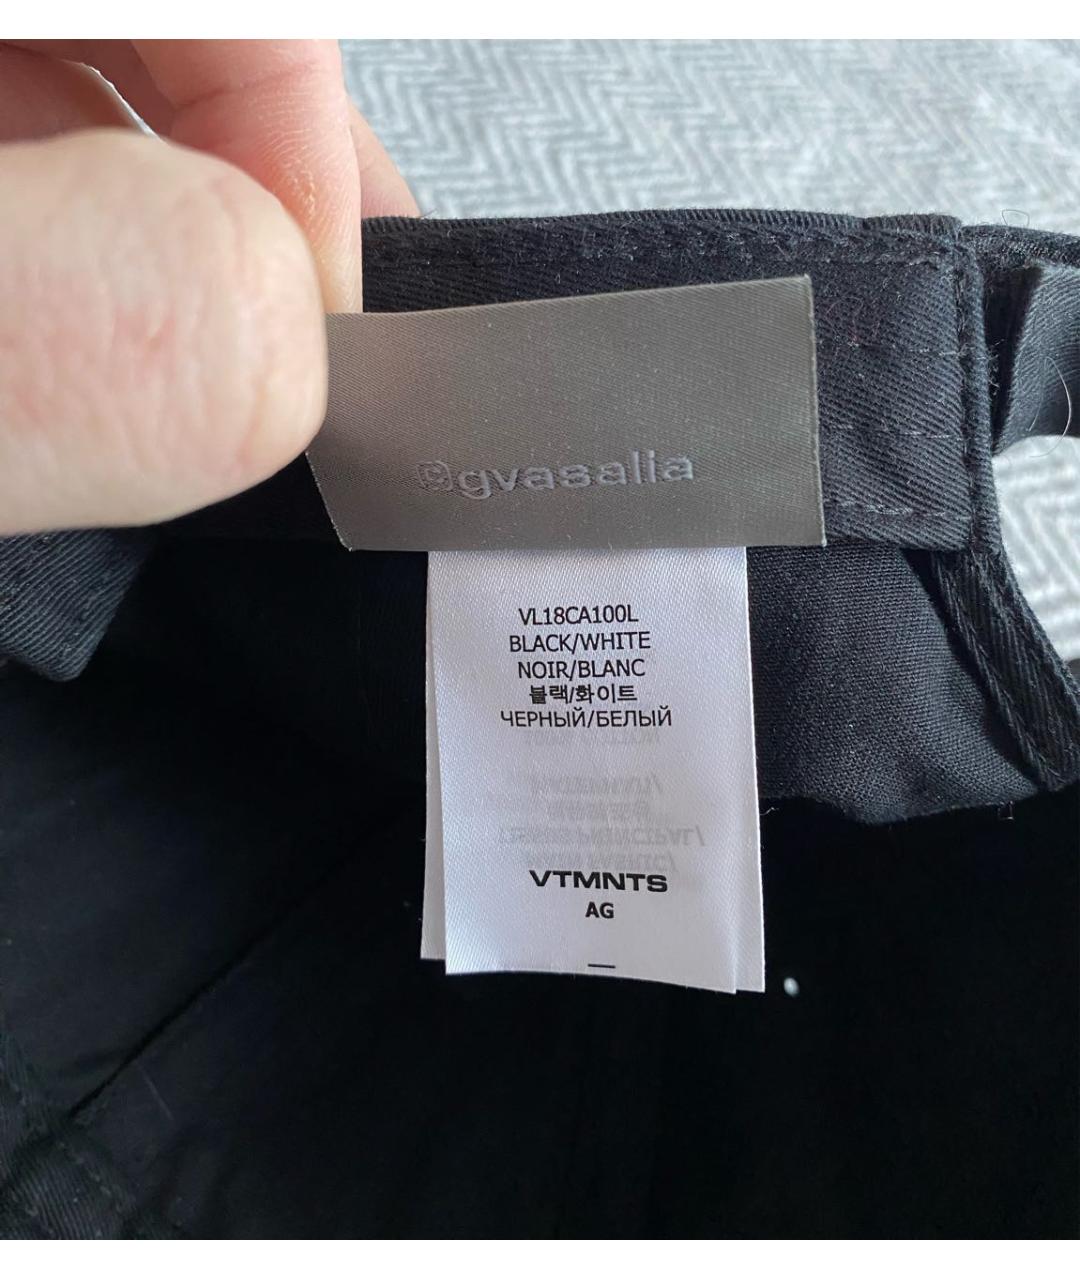 ©gvasalia
VL18CA100L
BLACK/WHITE
NOIR/BLANC
블랙/화이트
ЧЕРНЫЙ/БЕЛЫЙ
VTMNTS
AG